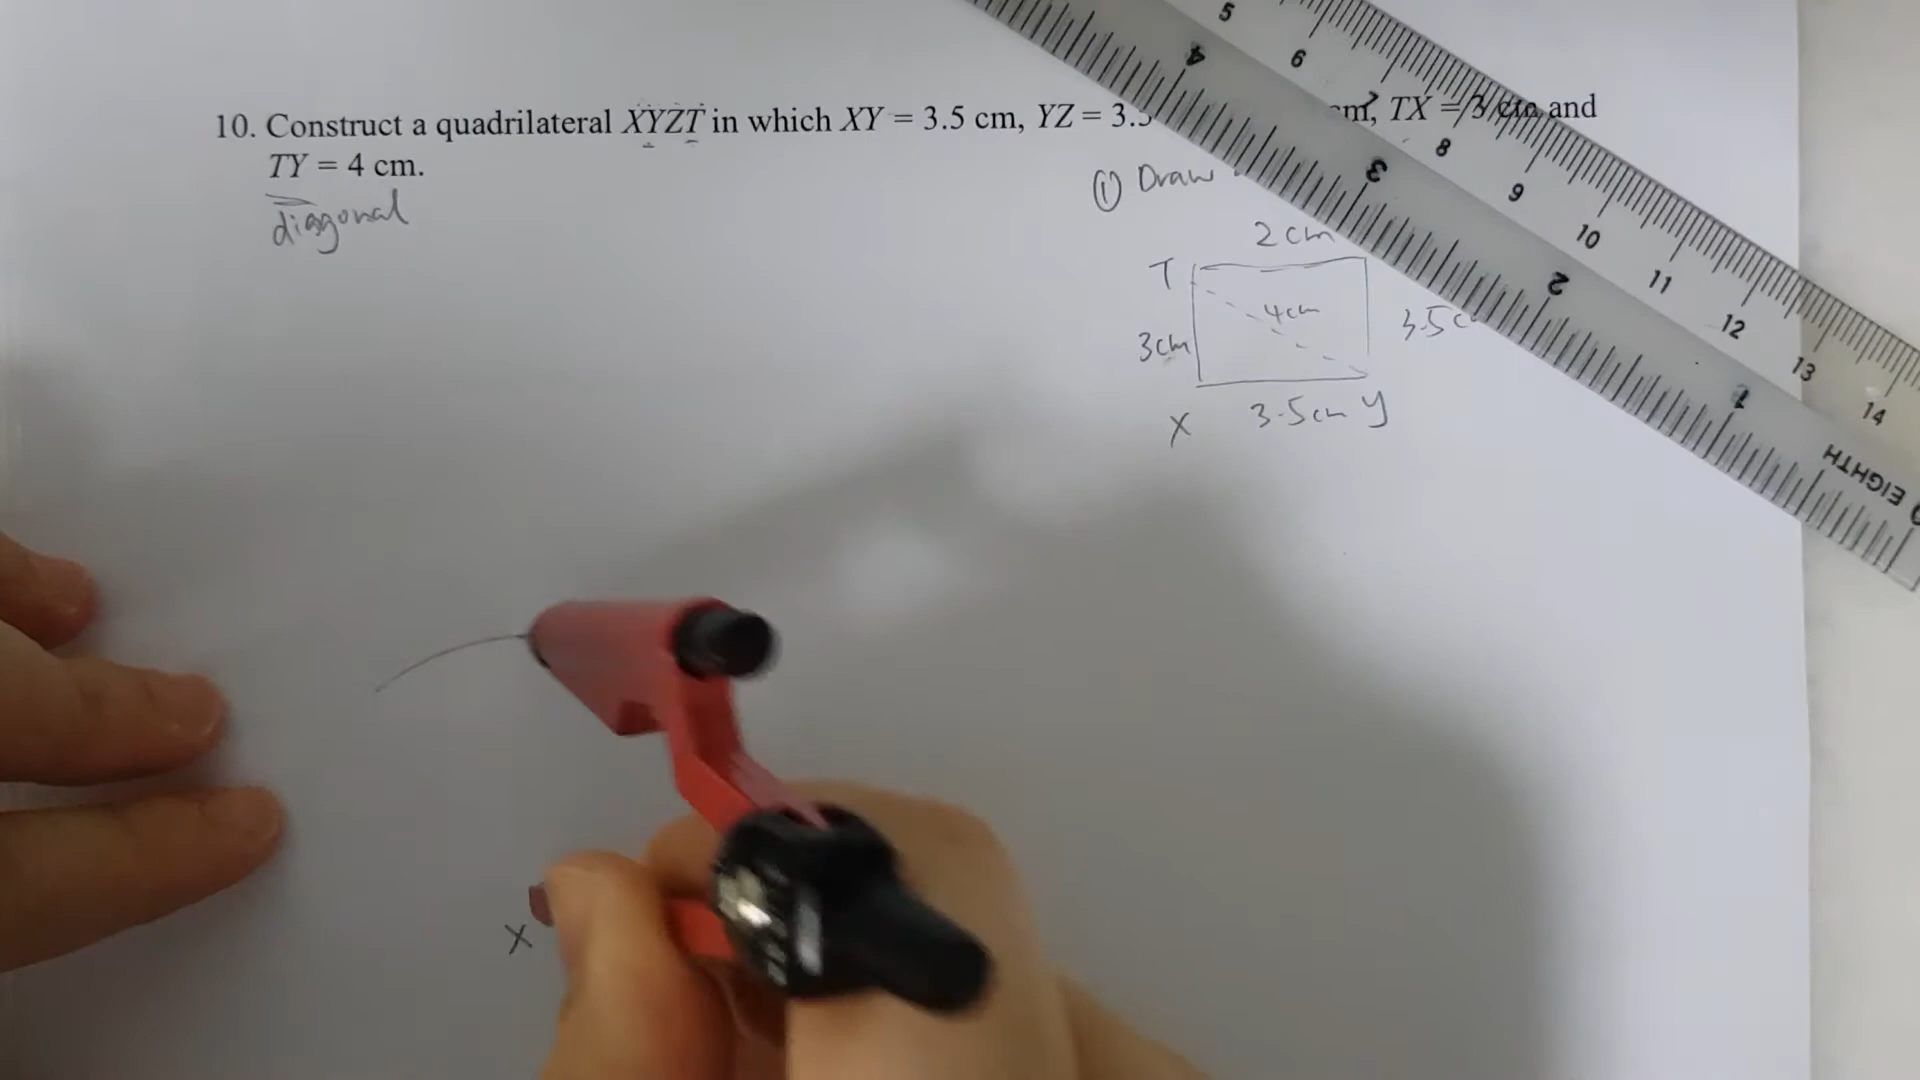 10. Construct a quadrilateral XYZT in which XY = 3.5 cm, YZ = 3.5 cm, TX = 3 cm and
TY = 4 cm.
diagonal
① Draw
2 cm
T
4cm
3cm
3.5c
X 3.5cm y
X
5 6 8 9 10 11 12 13 14
4 3 2 1
EIGHTH